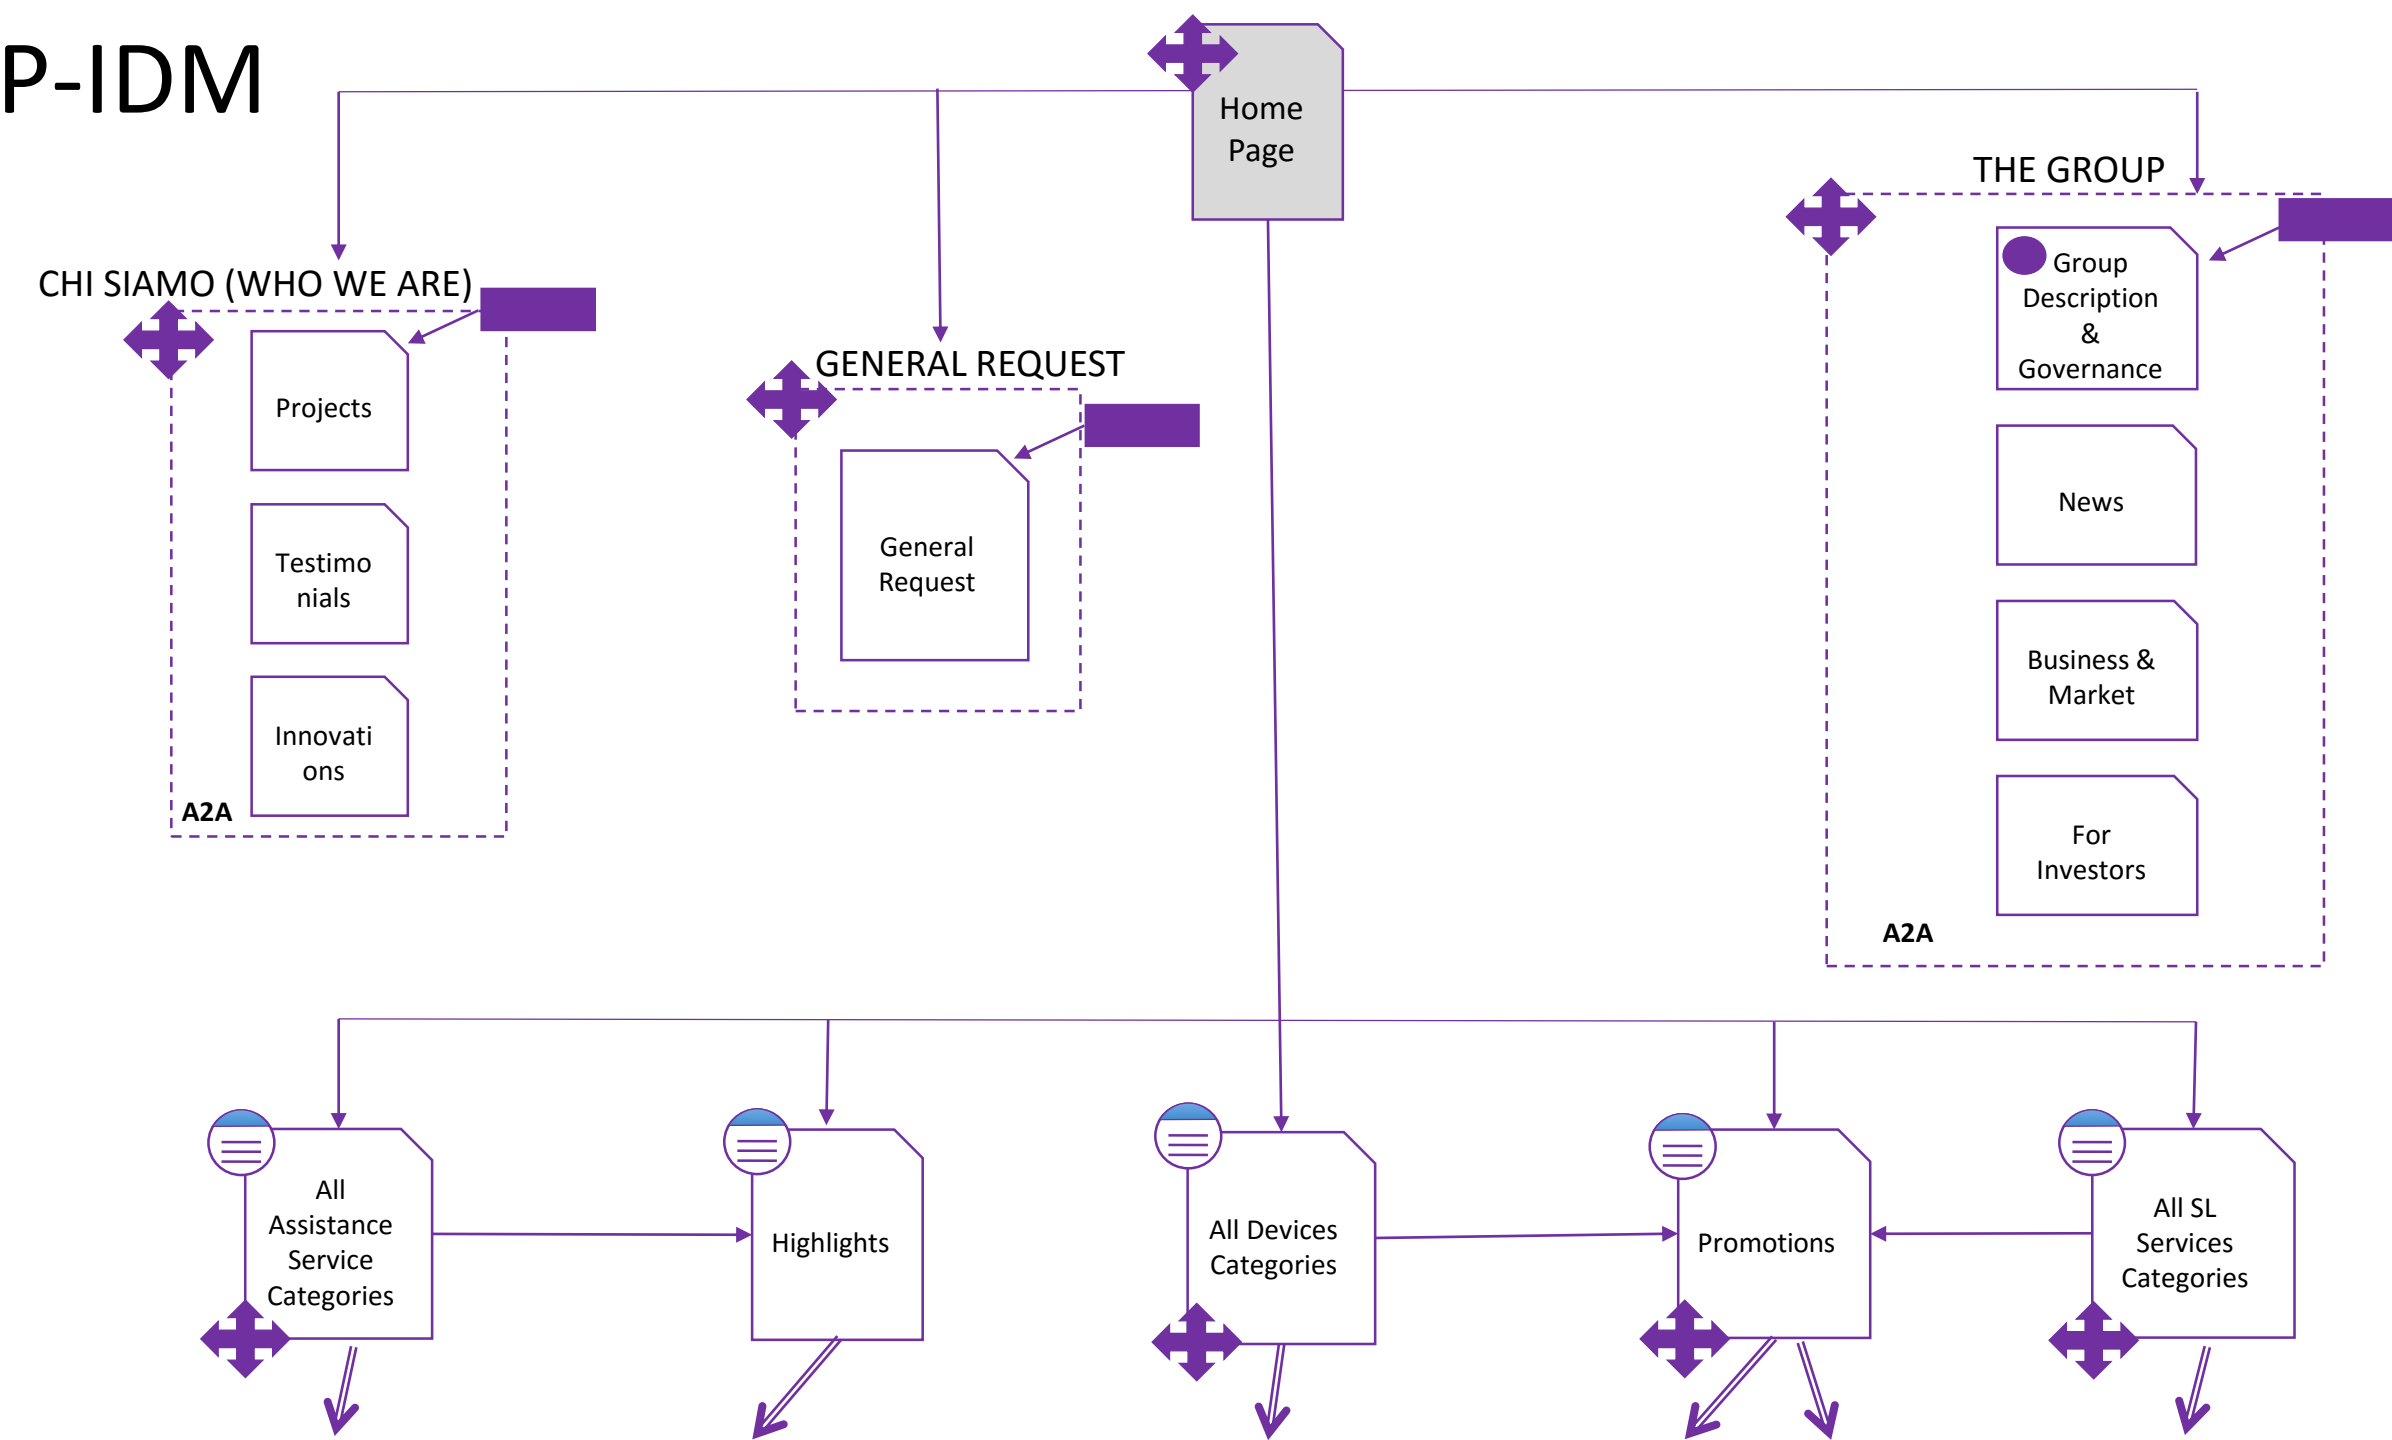 P-IDM
Home
Page
THE GROUP
CHI SIAMO (WHO WE ARE)
GENERAL REQUEST
Group
Description
&
Governance
Projects
News
General
Request
Testimo
nials
Business &
Market
Innovati
ons
A2A
For
Investors
A2A
All
Assistance
Service
Categories
Highlights
All Devices
Categories
Promotions
All SL
Services
Categories